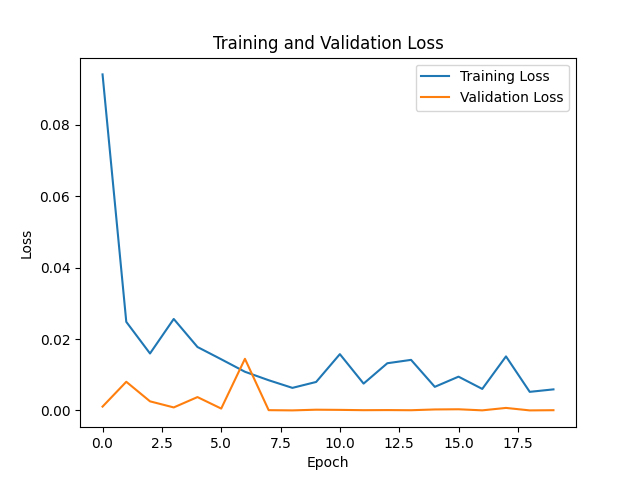 Training and Validation Loss
Training Loss
Validation Loss
0.08
0.06
0.04
0.02
0.00
Loss
0.0 2.5 5.0 7.5 10.0 12.5 15.0 17.5
Epoch